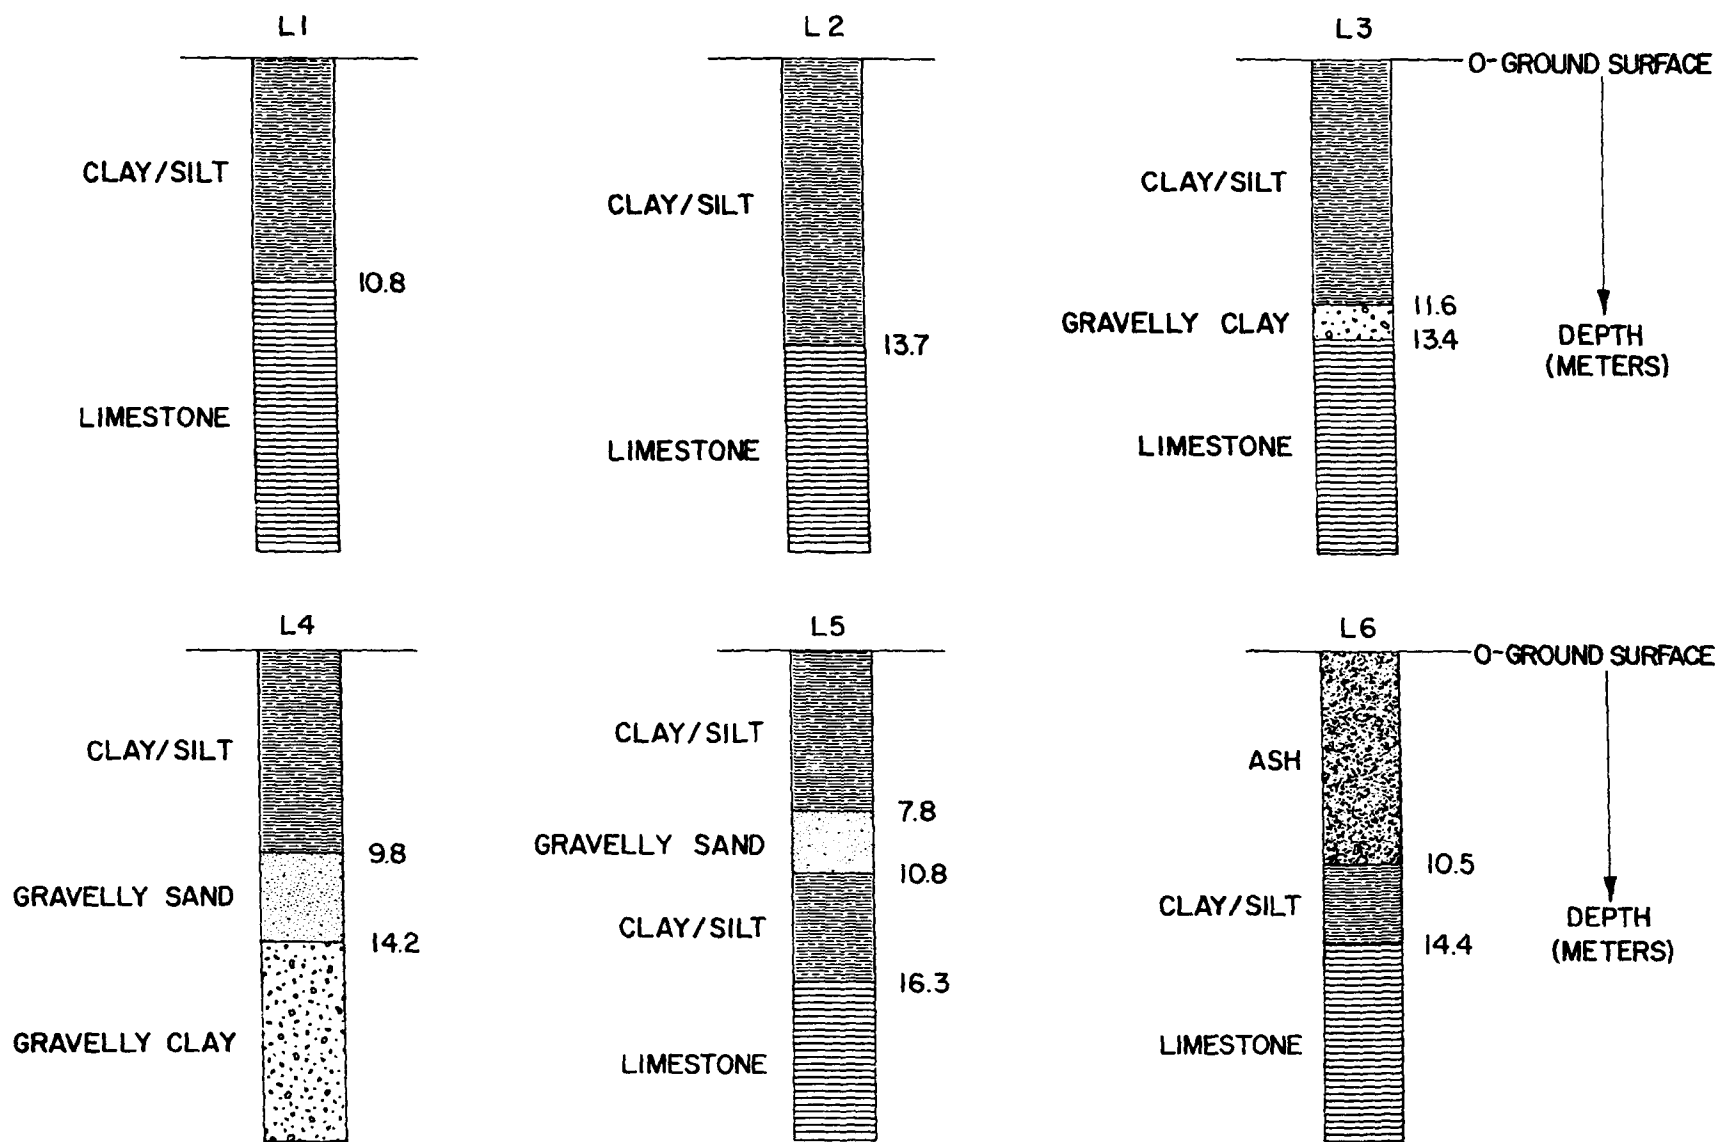 L1
L2
L3
0-GROUND SURFACE
CLAY/SILT
CLAY/SILT
CLAY/SILT
10.8
11.6
GRAVELLY CLAY
13.4
13.7
DEPTH
(METERS)
LIMESTONE
LIMESTONE
LIMESTONE
L4
L5
L6
0-GROUND SURFACE
CLAY/SILT
CLAY/SILT
ASH
7.8
9.8
GRAVELLY SAND
10.8
10.5
GRAVELLY SAND
CLAY/SILT
CLAY/SILT
DEPTH
(METERS)
14.2
14.4
16.3
GRAVELLY CLAY
LIMESTONE
LIMESTONE